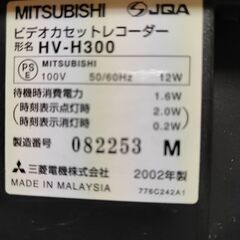 MITSUBISHI JQA
ビデオカセットレコーダー
形名 HV-H300
PS E MITSUBISHI
100V 50/60Hz 12W
待機時消費電力 1.6W
(時刻表示点灯時 2.0W)
(時刻表示消灯時 0.2W)
製造番号 082253 M
三菱電機株式会社 2002年製
MADE IN MALAYSIA 776C242A1